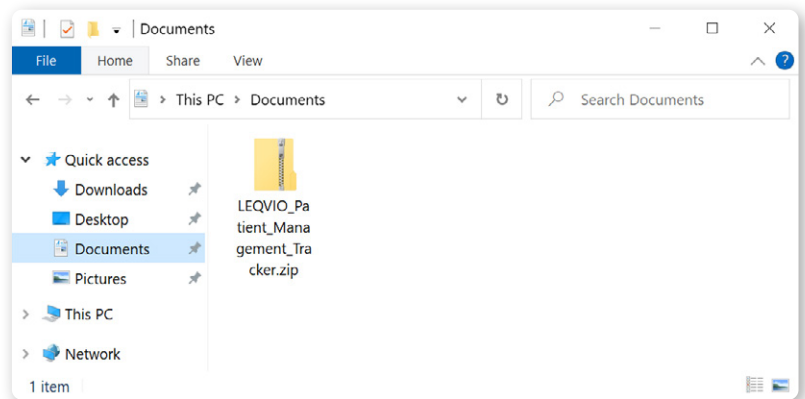 Documents
File Home Share View
This PC > Documents
Search Documents
Quick access
Downloads
Desktop
Documents
Pictures
This PC
Network
LEQVIO_Pa
tient_Mana
gement_Tra
cker.zip
1 item